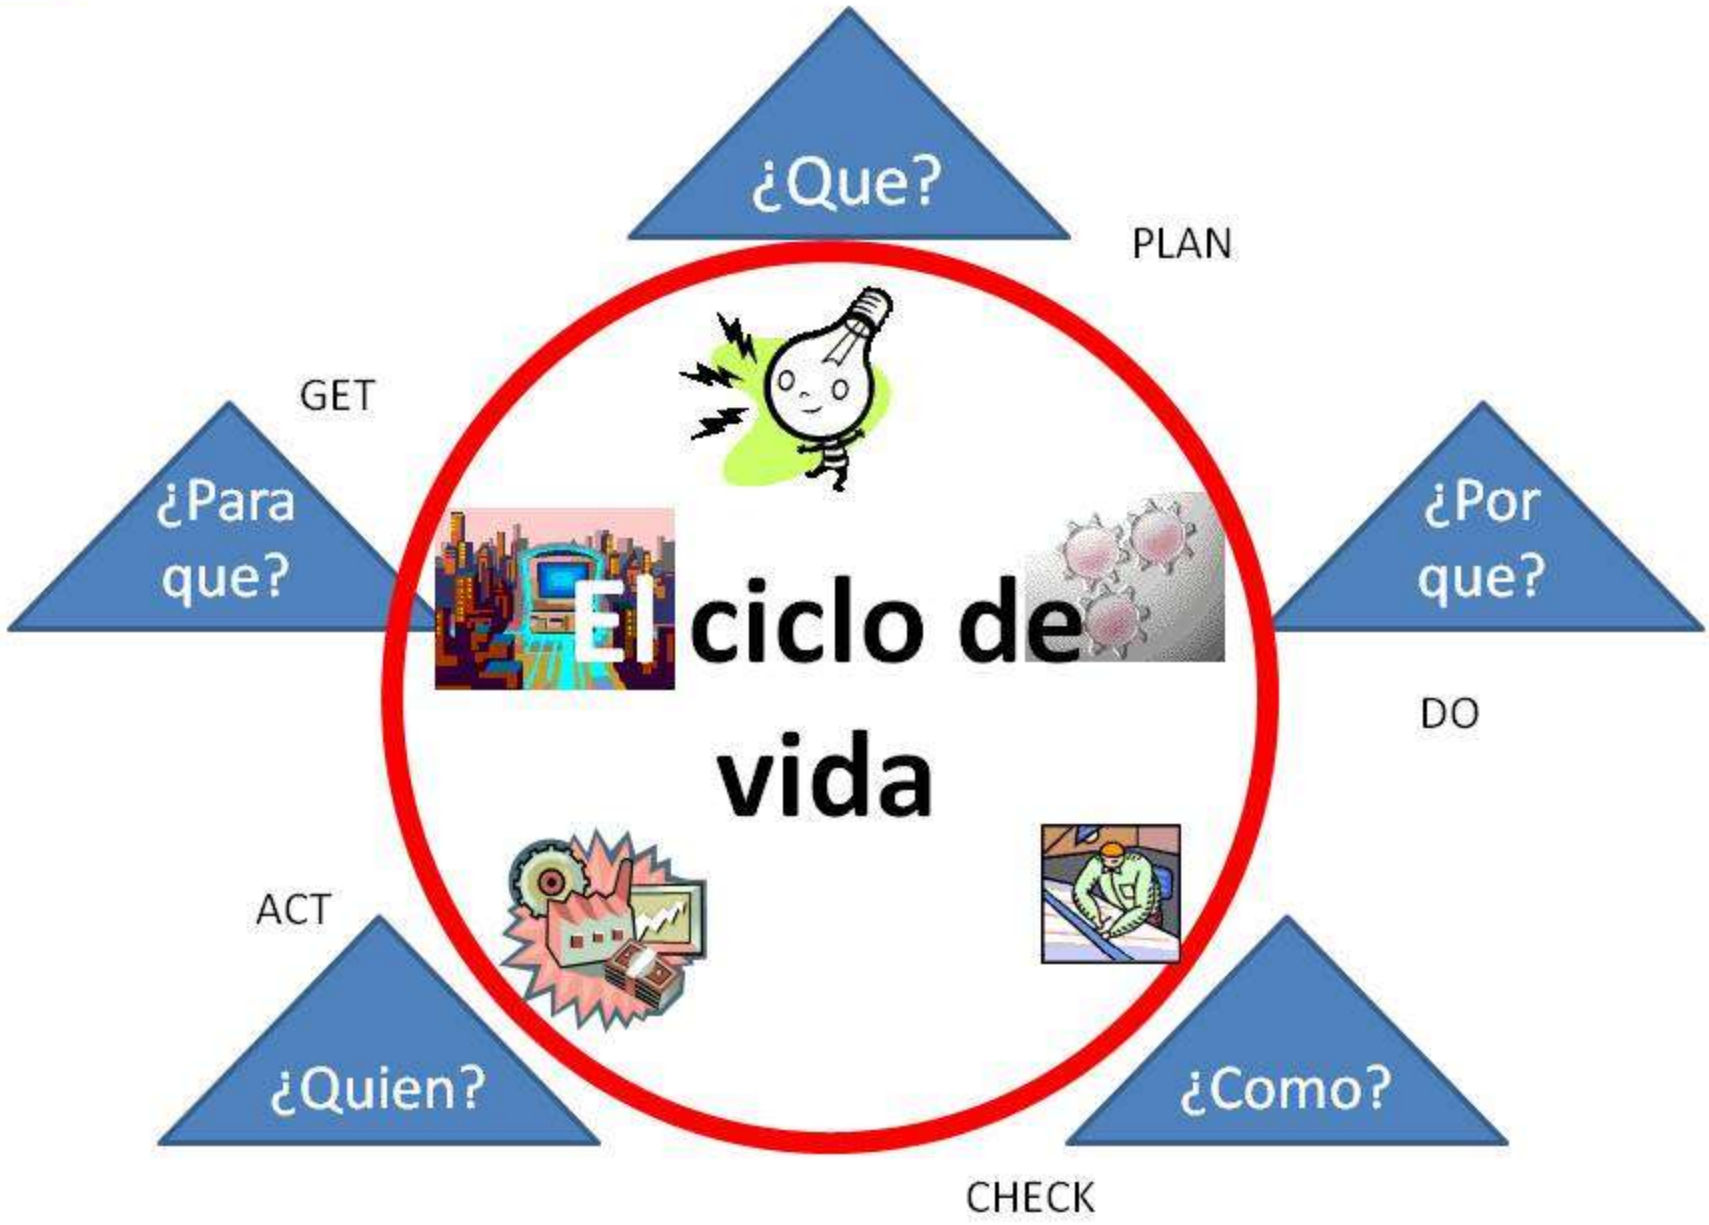 ¿Que?
PLAN
GET
¿Para
que?
¿Por
que?
El ciclo de
vida
DO
ACT
¿Quien?
¿Como?
CHECK